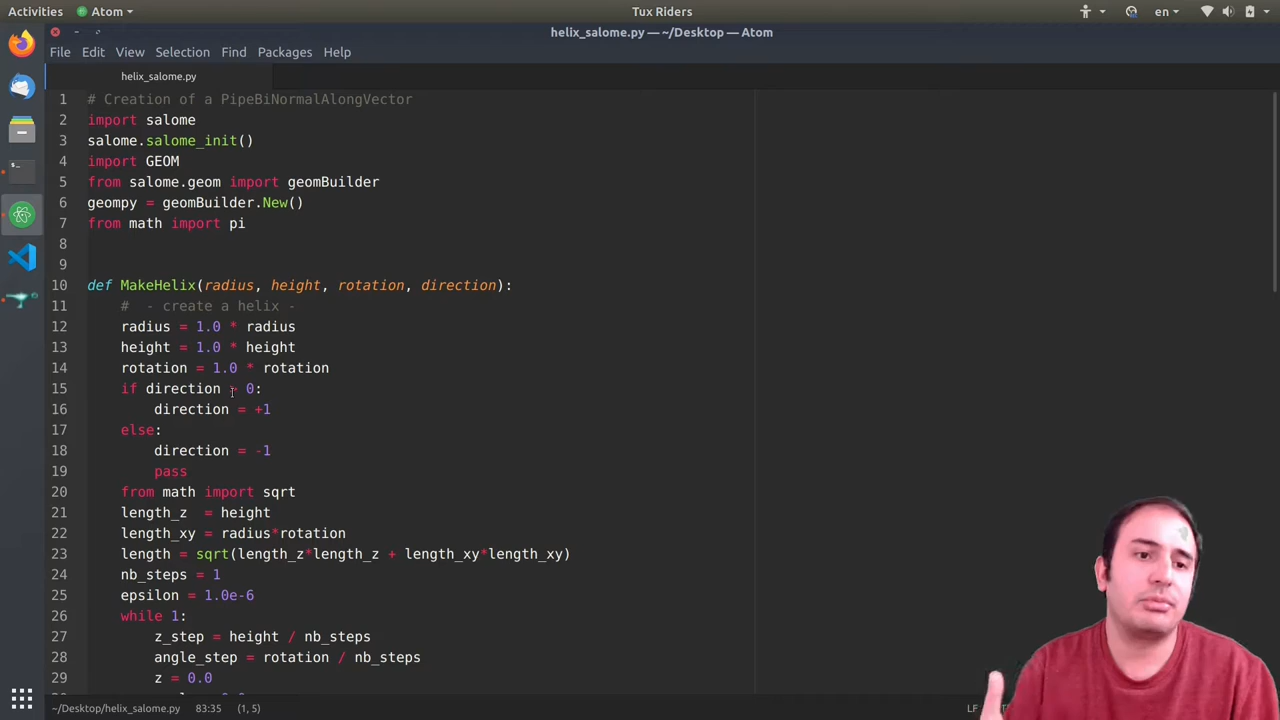 Activities
Atom
Tux Riders
en
helix_salome.py — ~/Desktop — Atom
File Edit View Selection Find Packages Help
helix_salome.py
1 # Creation of a PipeBiNormalAlongVector
2 import salome
3 salome.salome_init()
4 import GEOM
5 from salome.geom import geomBuilder
6 geompy = geomBuilder.New()
7 from math import pi
8
9
10 def MakeHelix(radius, height, rotation, direction):
11 #  - create a helix -
12 radius = 1.0 * radius
13 height = 1.0 * height
14 rotation = 1.0 * rotation
15 if direction 0:
16 direction = +1
17 else:
18 direction = -1
19 pass
20 from math import sqrt
21 length_z  = height
22 length_xy = radius*rotation
23 length = sqrt(length_z*length_z + length_xy*length_xy)
24 nb_steps = 1
25 epsilon = 1.0e-6
26 while 1:
27 z_step = height / nb_steps
28 angle_step = rotation / nb_steps
29 z = 0.0
~/Desktop/helix_salome.py 83:35 (1, 5)
LF